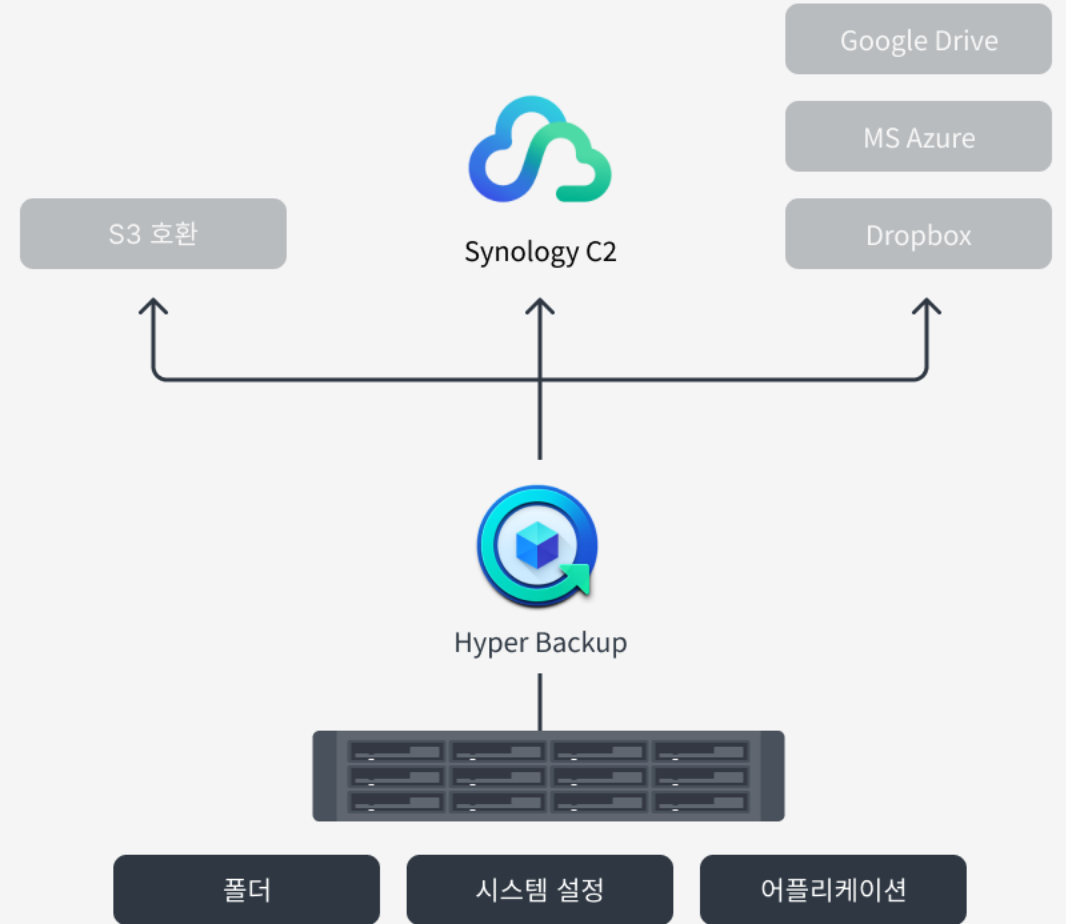 Google Drive
MS Azure
S3 호환
Synology C2
Dropbox
Hyper Backup
폴더
시스템 설정
어플리케이션